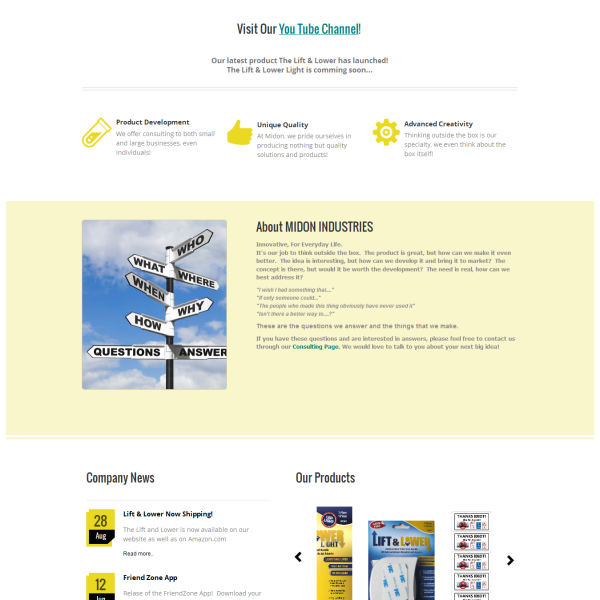 Visit Our You Tube Channel!
Our latest product The Lift & Lower has launched!
The Lift & Lower Light is comming soon...
Product Development
We offer consulting to both small
and large businesses, even
individuals!
Unique Quality
At Midon, we pride ourselves in
producing nothing but quality
solutions and products!
Advanced Creativity
Thinking outside the box is our
specialty, we even think about the
box itself!
WHO
WHAT
WHERE
WHEN
WHY
HOW
QUESTIONS
ANSWER
About MIDON INDUSTRIES
Innovative, For Everyday Life.
It's our job to think outside the box. The product is great, but how can we make it even
better. The idea is interesting, but how can we develop it and bring it to market? The
concept is there, but would it be worth the development? The need is real, how can we
best address it?
"I wish I had something that...."
"If only someone could..."
"The people who made this thing obviously have never used it"
"Isn't there a better way to....?"
These are the questions we answer and the things that we make.
If you have these questions and are interested in answers, please feel free to contact us
through our Consulting Page. We would love to talk to you about your next big idea!
Company News
28
Aug
Lift & Lower Now Shipping!
The Lift and Lower is now available on our
website as well as on Amazon.com
Read more..
12
Friend Zone App
Relase of the FriendZone App! Download your
Our Products
LIGHT
LIFT & LOWER
THANKS IDIOT!
THANKS IDIOT!
THANKS IDIOT!
THANKS IDIOT!
THANKS IDIOT!